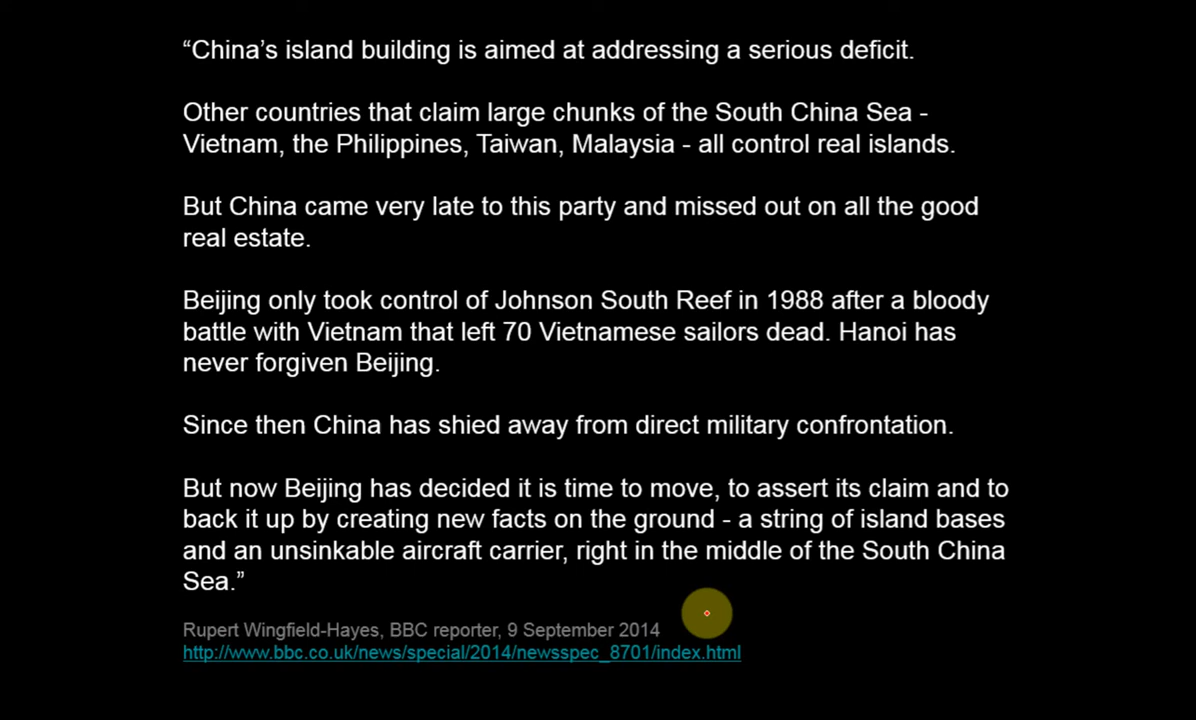 “China’s island building is aimed at addressing a serious deficit.
Other countries that claim large chunks of the South China Sea -
Vietnam, the Philippines, Taiwan, Malaysia - all control real islands.
But China came very late to this party and missed out on all the good
real estate.
Beijing only took control of Johnson South Reef in 1988 after a bloody
battle with Vietnam that left 70 Vietnamese sailors dead. Hanoi has
never forgiven Beijing.
Since then China has shied away from direct military confrontation.
But now Beijing has decided it is time to move, to assert its claim and to
back it up by creating new facts on the ground - a string of island bases
and an unsinkable aircraft carrier, right in the middle of the South China
Sea.”
Rupert Wingfield-Hayes, BBC reporter, 9 September 2014
http://www.bbc.co.uk/news/special/2014/newsspec_8701/index.html